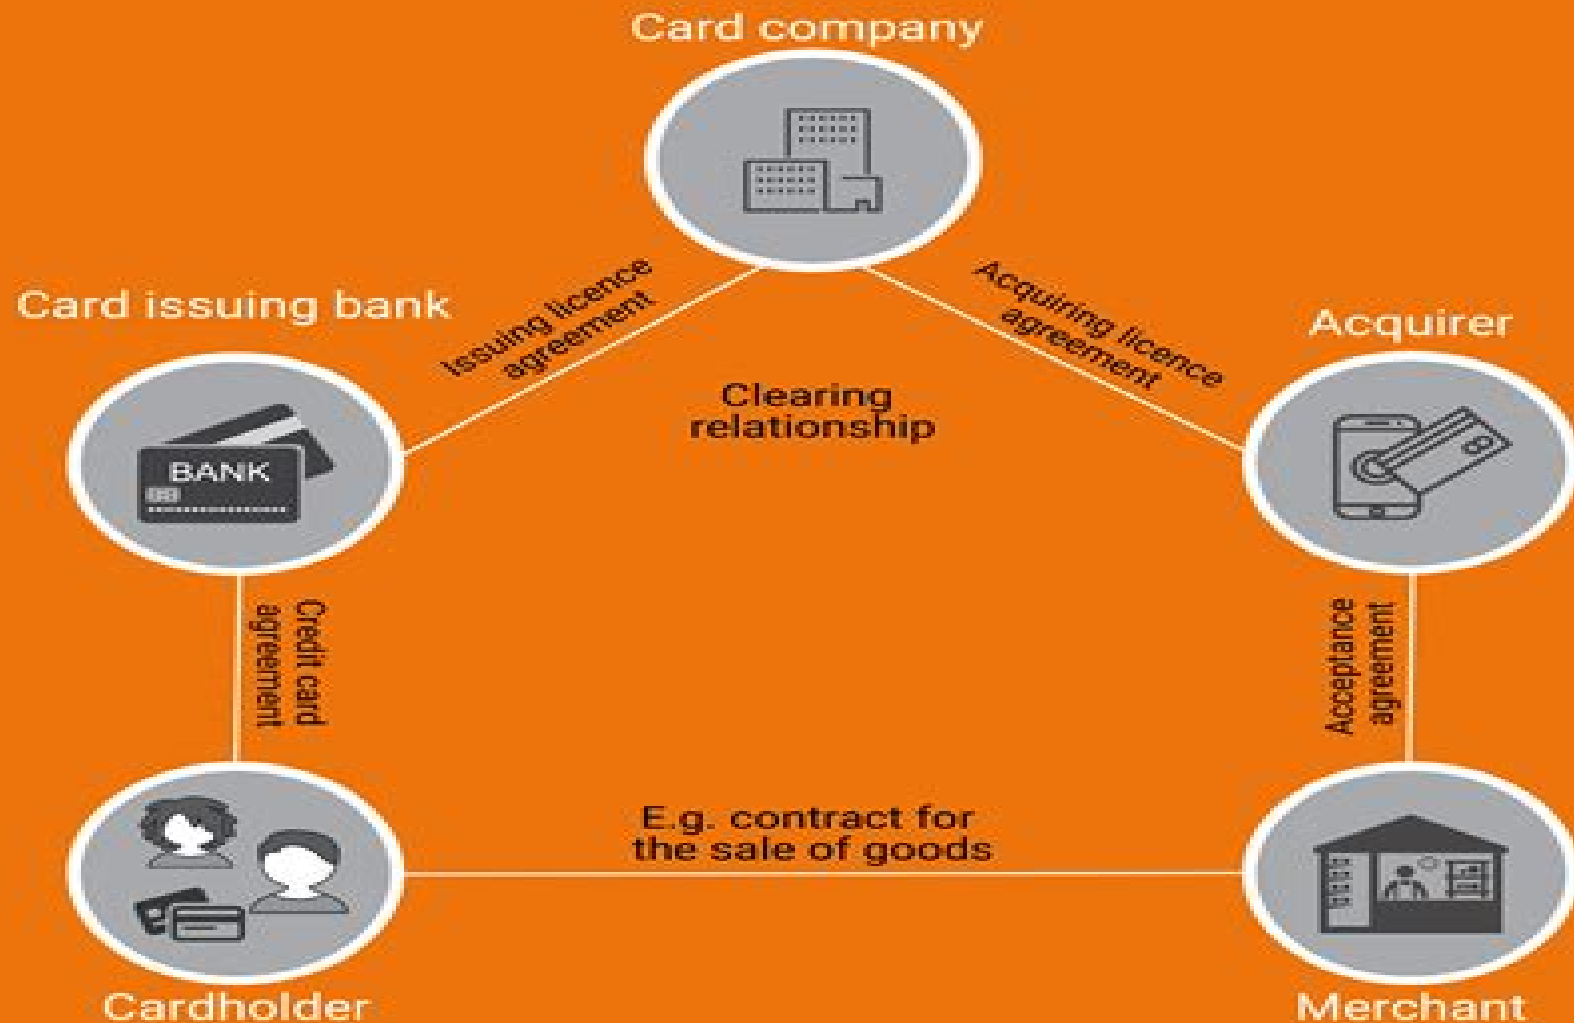 Card company
Issuing licence
agreement
Acquiring licence
agreement
Card issuing bank
Acquirer
Clearing
relationship
BANK
Credit card
agreement
Acceptance
agreement
E.g. contract for
the sale of goods
Cardholder
Merchant